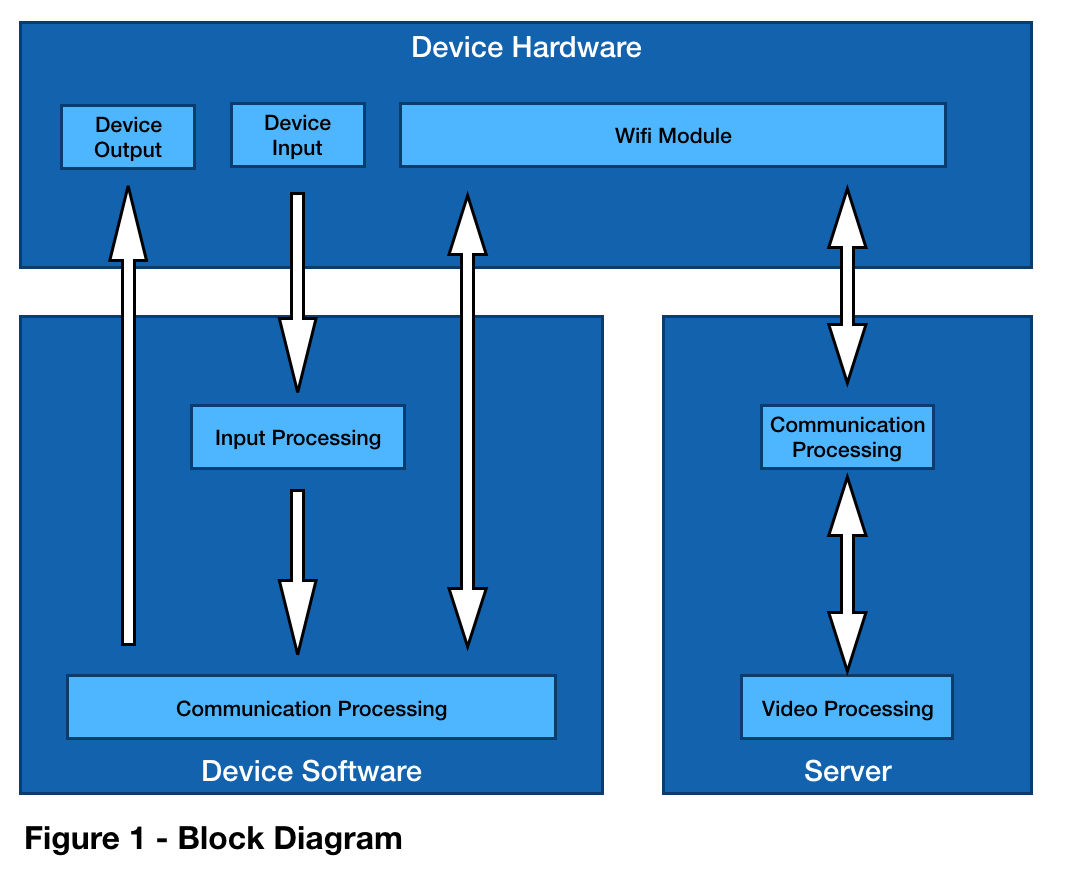 Device Hardware
Device
Output
Device
Input
Wifi Module
Input Processing
Communication Processing
Device Software
Communication
Processing
Video Processing
Server
Figure 1 - Block Diagram